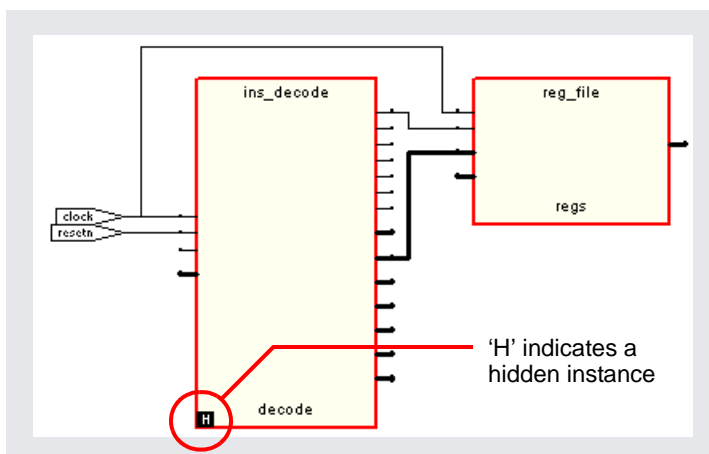 ins_decode
reg_file
clock
resetn
regs
‘H’ indicates a
hidden instance
H
decode